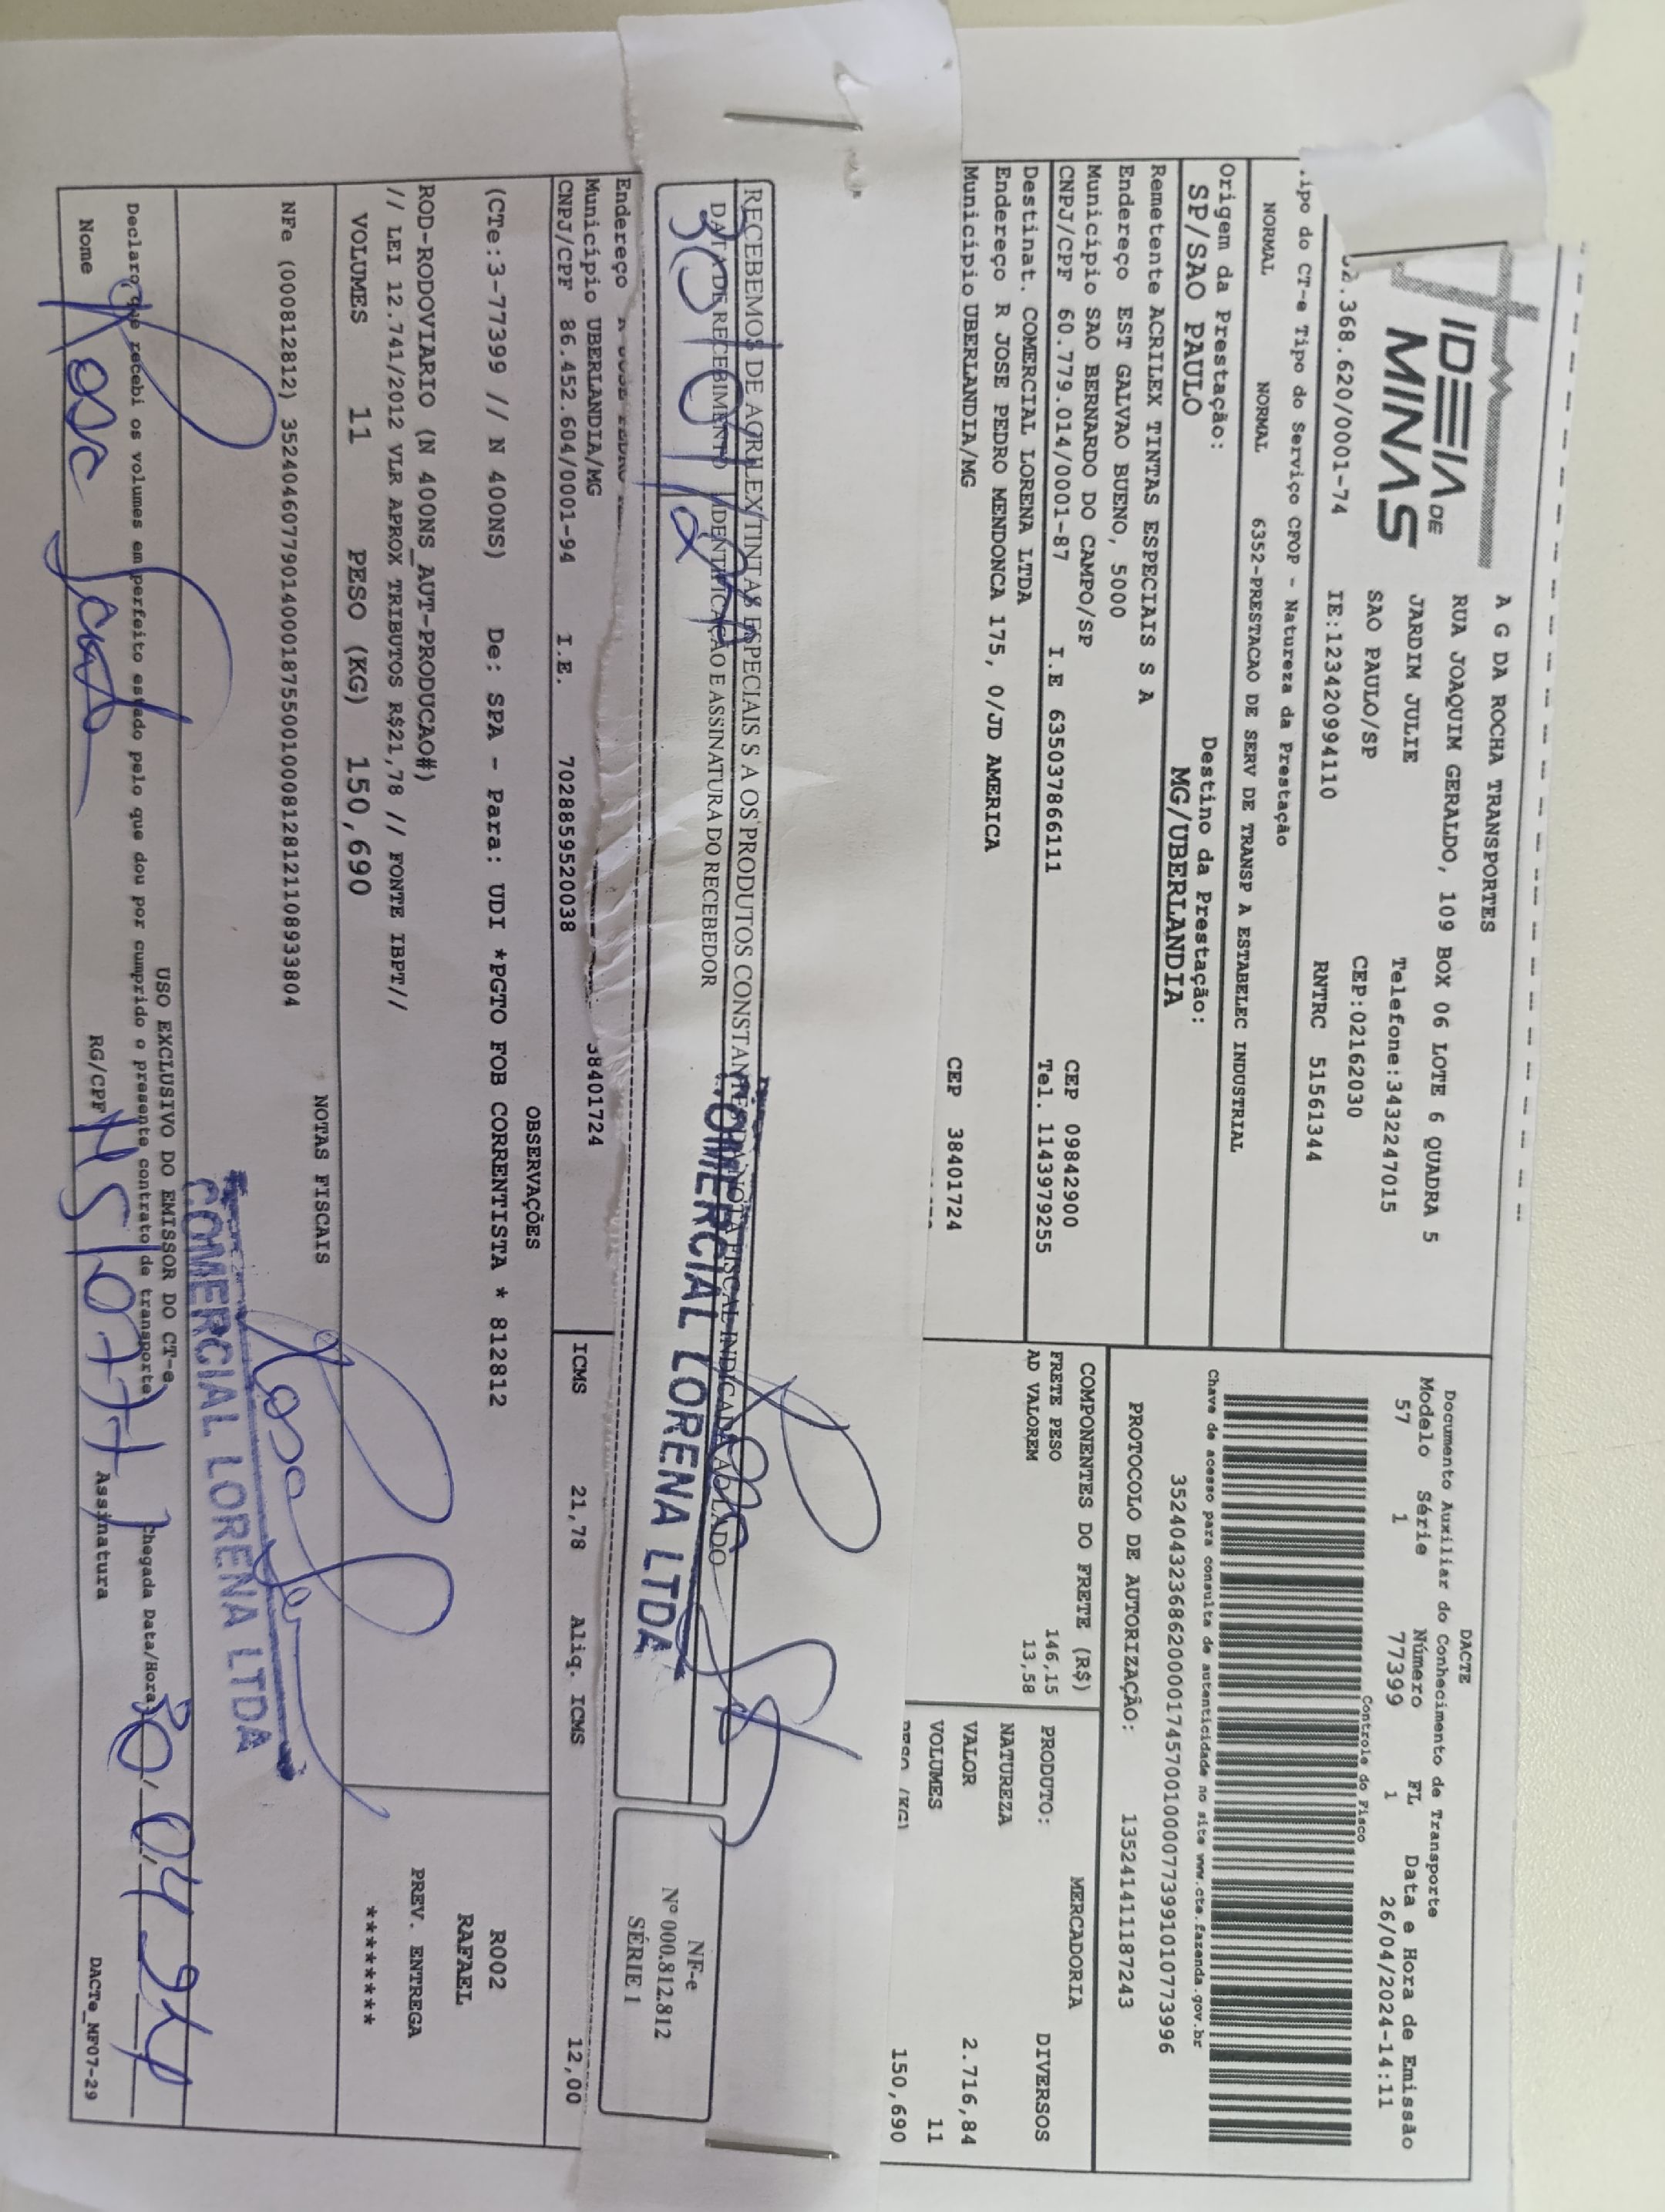 IDEIA DE
MINAS
A G DA ROCHA TRANSPORTES
RUA JOAQUIM GERALDO, 109 BOX 06 LOTE 6 QUADRA 5
JARDIM JULIE Telefone:3432247015
SAO PAULO/SP CEP:02162030
.368.620/0001-74 IE:123420994110 RNTRC 51561344
DACTE
Documento Auxiliar do Conhecimento de Transporte
Modelo Série Número FL Data e Hora de Emissão
57 1 77399 1 26/04/2024-14:11
Controle do Fisco
ipo do CT-e Tipo do Serviço CFOP - Natureza da Prestação
NORMAL NORMAL 6352-PRESTACAO DE SERV DE TRANSP A ESTABELEC INDUSTRIAL
Chave de acesso para consulta de autenticidade no site www.cte.fazenda.gov.br
35240432368620000174570010000773991010773996
Origem da Prestação: Destino da Prestação:
SP/SAO PAULO MG/UBERLANDIA
PROTOCOLO DE AUTORIZAÇÃO: 135241411187243
Remetente ACRILEX TINTAS ESPECIAIS S A
Endereço EST GALVAO BUENO, 5000
Município SAO BERNARDO DO CAMPO/SP CEP 09842900
CNPJ/CPF 60.779.014/0001-87 I.E 635037866111 Tel. 1143979255
Destinat. COMERCIAL LORENA LTDA
Endereço R JOSE PEDRO MENDONCA 175, 0/JD AMERICA
Município UBERLANDIA/MG CEP 38401724
COMPONENTES DO FRETE (R$)
FRETE PESO 146,15
AD VALOREM 13,58
MERCADORIA
PRODUTO: DIVERSOS
NATUREZA
VALOR 2.716,84
VOLUMES 11
PESO (KG) 150,690
RECEBEMOS DE ACRILEX TINTAS ESPECIAIS S A OS PRODUTOS CONSTANTES DA NOTA FISCAL INDICADA AO LADO
DATA DE RECEBIMENTO IDENTIFICAÇÃO E ASSINATURA DO RECEBEDOR
COMERCIAL LORENA LTDA
NF-e
Nº 000.812.812
SÉRIE 1
Endereço
Município UBERLANDIA/MG 38401724
CNPJ/CPF 86.452.604/0001-94 I.E. 7028859520038
ICMS 21,78 Aliq. ICMS 12,00
OBSERVAÇÕES
(CTe:3-77399 // N 400NS) De: SPA - Para: UDI *PGTO FOB CORRENTISTA * 812812
R002
RAFAEL
ROD-RODOVIARIO (N 400NS_AUT-PRODUCAO#)
// LEI 12.741/2012 VLR APROX TRIBUTOS R$21,78 // FONTE IBPT//
PREV. ENTREGA
********
VOLUMES 11 PESO (KG) 150,690
NOTAS FISCAIS
NFe (000812812) 35240460779014000187550010008128121108933804
COMERCIAL LORENA LTDA
USO EXCLUSIVO DO EMISSOR DO CT-e
Declaro que recebi os volumes em perfeito estado pelo que dou por cumprido o presente contrato de transporte
Chegada Data/Hora 30/04/24
Nome Rosa RG/CPF Assinatura
DACTe_MF07-29